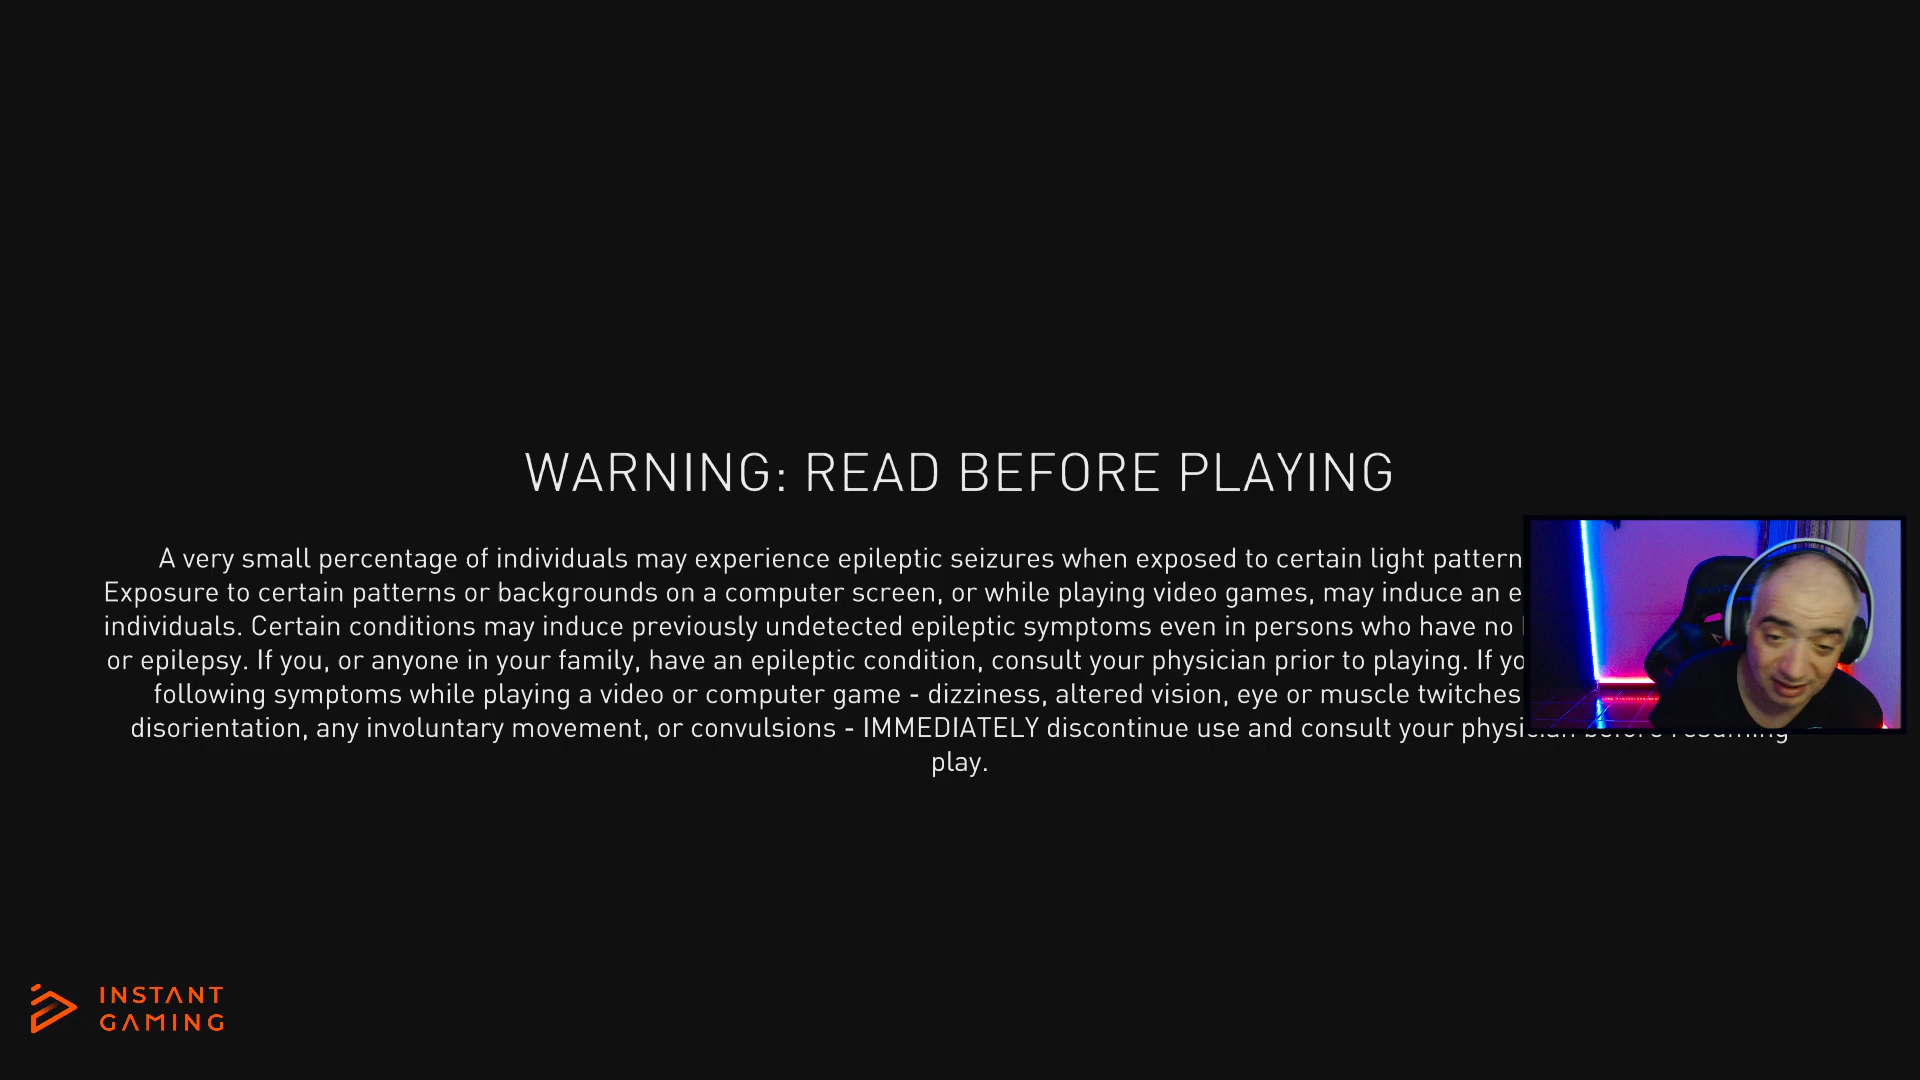 WARNING: READ BEFORE PLAYING
A very small percentage of individuals may experience epileptic seizures when exposed to certain light
Exposure to certain patterns or backgrounds on a computer screen, or while playing video games, may induce an
individuals. Certain conditions may induce previously undetected epileptic symptoms even in persons who have no
or epilepsy. If you, or anyone in your family, have an epileptic condition, consult your physician prior to playing. If
following symptoms while playing a video or computer game - dizziness, altered vision, eye or muscle twitches
disorientation, any involuntary movement, or convulsions - IMMEDIATELY discontinue use and consult your physician before resuming
play.
INSTANT
GAMING